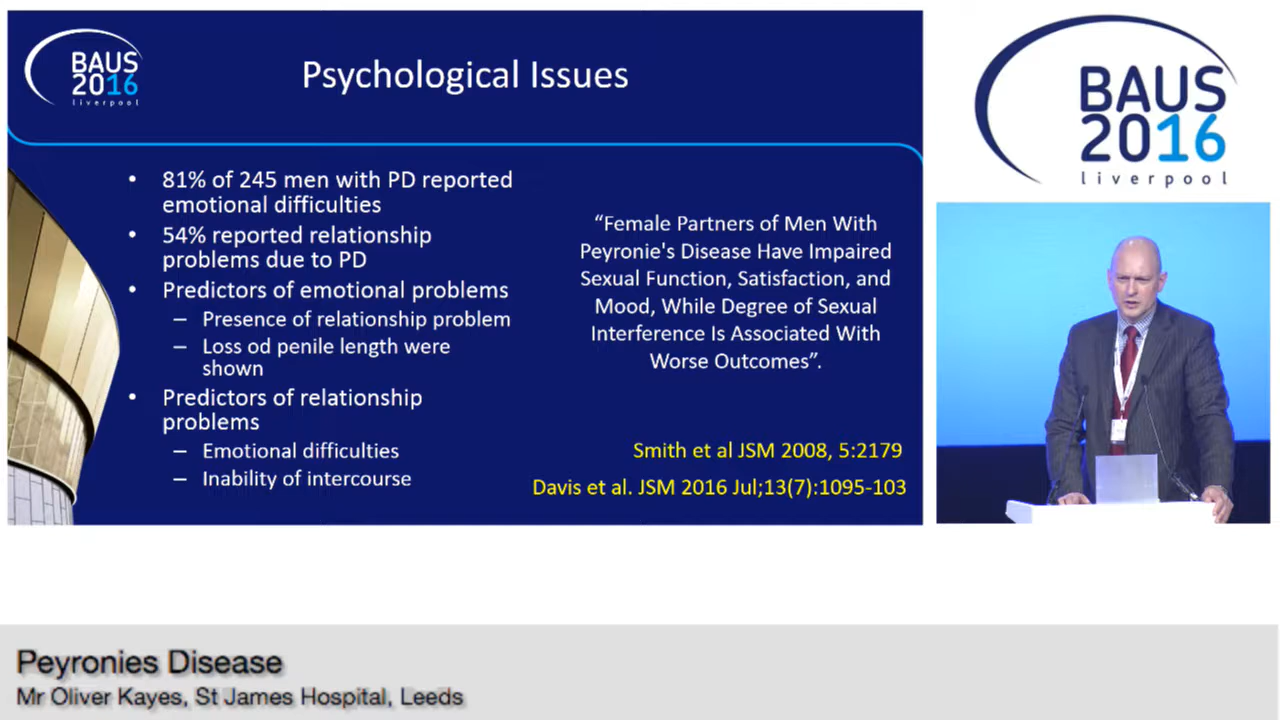 BAUS
2016
liverpool
Psychological Issues
• 81% of 245 men with PD reported
emotional difficulties
• 54% reported relationship
problems due to PD
• Predictors of emotional problems
– Presence of relationship problem
– Loss od penile length were
shown
• Predictors of relationship
problems
– Emotional difficulties
– Inability of intercourse
“Female Partners of Men With
Peyronie's Disease Have Impaired
Sexual Function, Satisfaction, and
Mood, While Degree of Sexual
Interference Is Associated With
Worse Outcomes”.
Smith et al JSM 2008, 5:2179
Davis et al. JSM 2016 Jul;13(7):1095-103
BAUS
2016
liverpool
Peyronies Disease
Mr Oliver Kayes, St James Hospital, Leeds